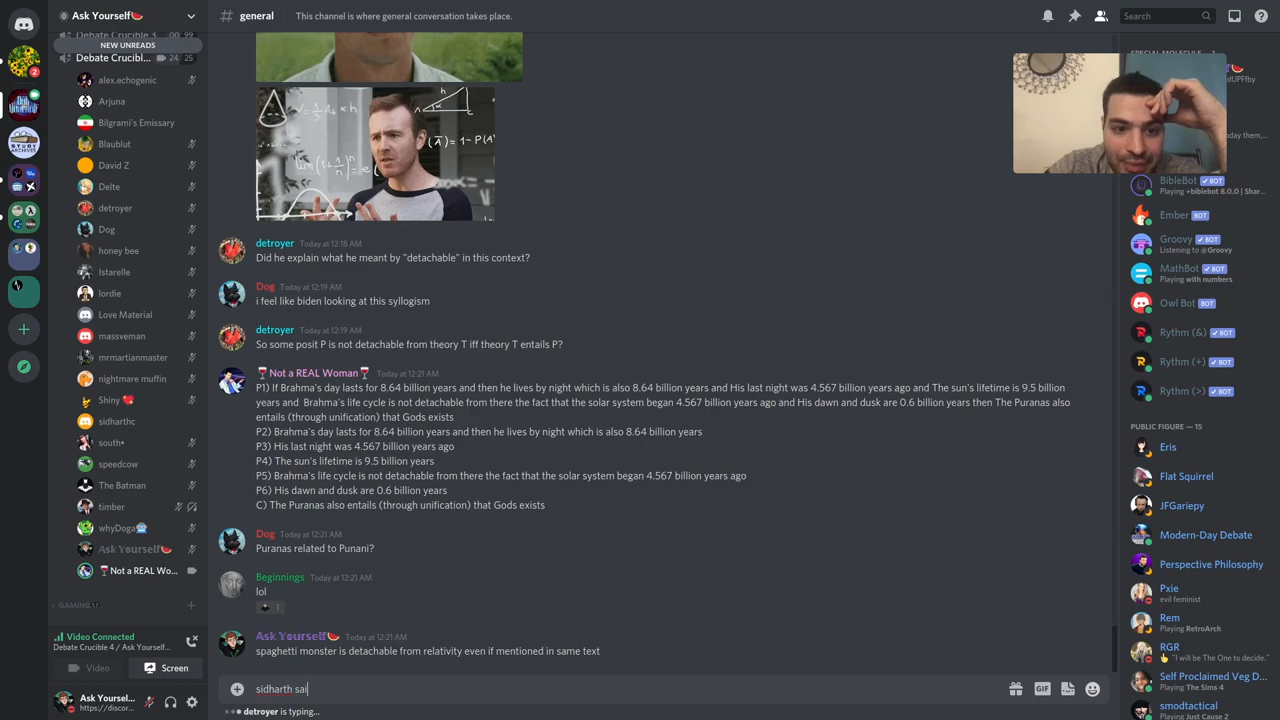 Ask Yourself🍉
# general
This channel is where general conversation takes place.
Search
Debate Crucible 3
00 99
NEW UNREADS
Debate Crucibl...
24 25
alex.echogenic
Arjuna
Bilgrami's Emissary
Blaublut
David Z
Delte
detroyer
Dog
honey bee
Istarelle
lordie
Love Material
massveman
mrmartianmaster
nightmare muffin
Shiny
sidharthc
south•
speedcow
The Batman
timber
whyDoga
Ask Yourself🍉
🍷Not a REAL Wo...
GAMING
Video Connected
Debate Crucible 4 / Ask Yourself...
Video
Screen
Ask Yoursel...
https://discor...
2
STUDY
ARCHIVES
h
(Ā) = 1 - P(A
detroyer Today at 12:18 AM
Did he explain what he meant by "detachable" in this context?
Dog Today at 12:19 AM
i feel like biden looking at this syllogism
detroyer Today at 12:19 AM
So some posit P is not detachable from theory T iff theory T entails P?
🍷Not a REAL Woman🍷 Today at 12:21 AM
P1) If Brahma's day lasts for 8.64 billion years and then he lives by night which is also 8.64 billion years and His last night was 4.567 billion years ago and The sun's lifetime is 9.5 billion
years and Brahma's life cycle is not detachable from there the fact that the solar system began 4.567 billion years ago and His dawn and dusk are 0.6 billion years then The Puranas also
entails (through unification) that Gods exists
P2) Brahma's day lasts for 8.64 billion years and then he lives by night which is also 8.64 billion years
P3) His last night was 4.567 billion years ago
P4) The sun's lifetime is 9.5 billion years
P5) Brahma's life cycle is not detachable from there the fact that the solar system began 4.567 billion years ago
P6) His dawn and dusk are 0.6 billion years
C) The Puranas also entails (through unification) that Gods exists
Dog Today at 12:21 AM
Puranas related to Punani?
Beginnings Today at 12:21 AM
lol
1
Ask Yourself🍉 Today at 12:21 AM
spaghetti monster is detachable from relativity even if mentioned in same text
sidharth sai
GIF
detroyer is typing...
BibleBot ✔ BOT
Playing +biblebot 8.0.0 | Shar...
Ember BOT
Groovy ✔ BOT
Listening to @Groovy
MathBot ✔ BOT
Playing with numbers
Owl Bot BOT
Rythm (&) ✔ BOT
Rythm (+) ✔ BOT
Rythm (>) ✔ BOT
PUBLIC FIGURE — 15
Eris
Flat Squirrel
JFGariepy
Modern-Day Debate
Perspective Philosophy
Pxie
evil feminist
Rem
Playing RetroArch
RGR
"I will be The One to decide."
Self Proclaimed Veg D...
Playing The Sims 4
smodtactical
Playing Just Cause 2